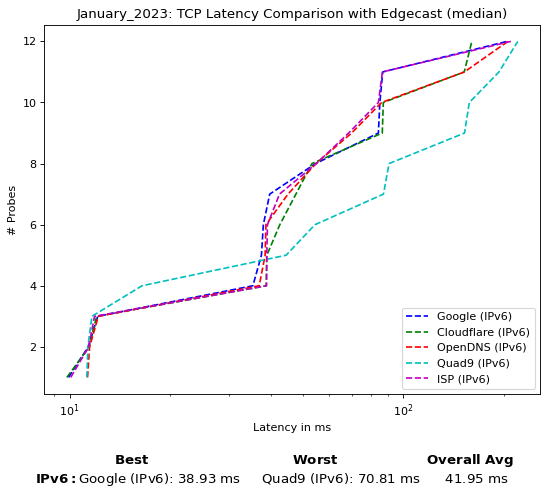 January_2023: TCP Latency Comparison with Edgecast (median)
12
10
8
6
4
2
# Probes
10^1
10^2
Latency in ms
Google (IPv6)
Cloudflare (IPv6)
OpenDNS (IPv6)
Quad9 (IPv6)
ISP (IPv6)
Best Worst Overall Avg
IPv6: Google (IPv6): 38.93 ms Quad9 (IPv6): 70.81 ms 41.95 ms